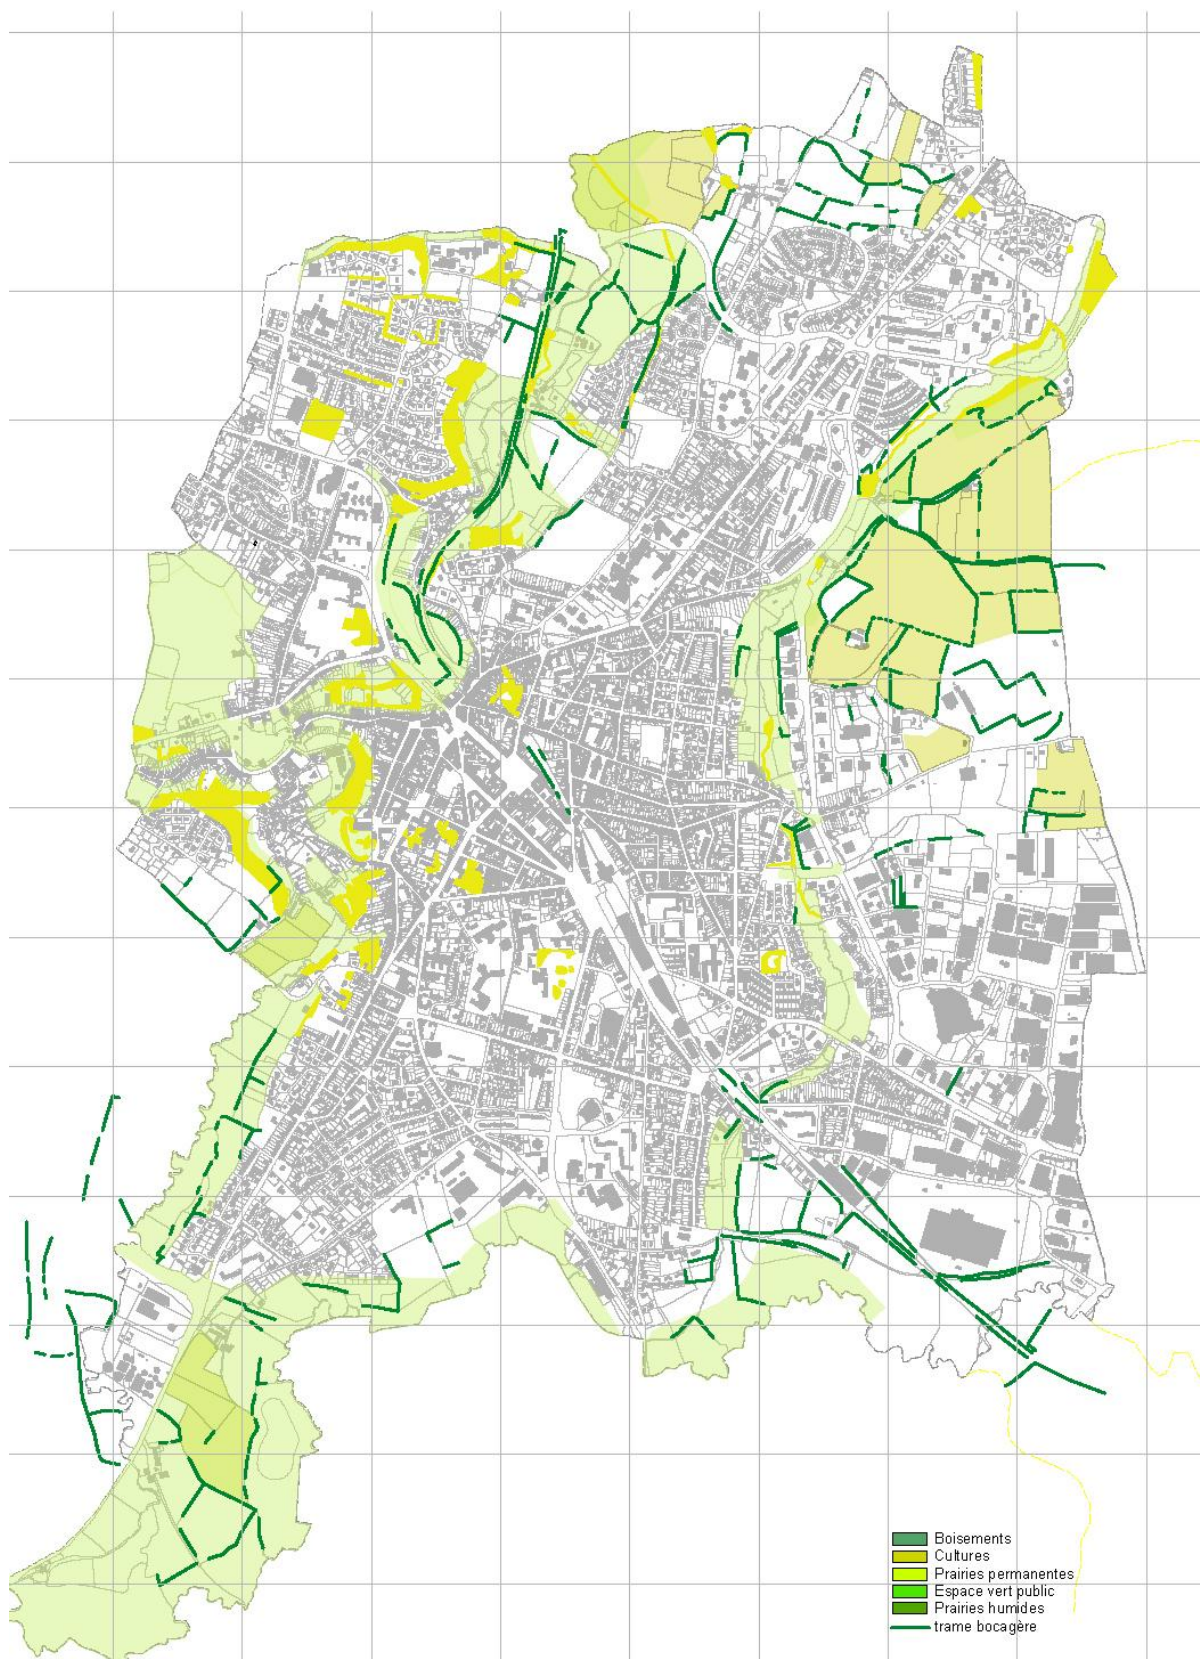 Boisements
Cultures
Prairies permanentes
Espace vert public
Prairies humides
trame bocagère